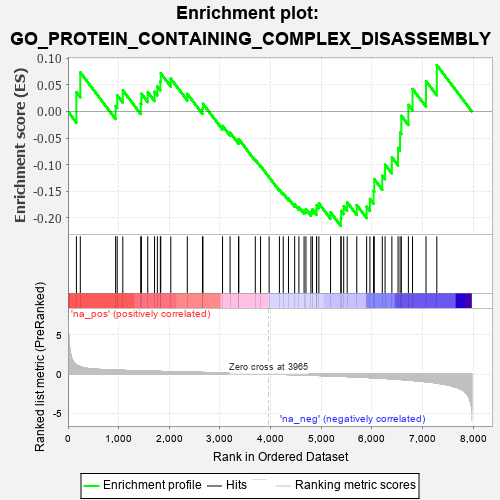 Enrichment plot:
GO_PROTEIN_CONTAINING_COMPLEX_DISASSEMBLY
Enrichment score (ES)
0.10
0.05
0.00
-0.05
-0.10
-0.15
-0.20
Ranked list metric (PreRanked)
'na_pos' (positively correlated)
5
0
-5
Zero cross at 3965
'na_neg' (negatively correlated)
0
1,000
2,000
3,000
4,000
5,000
6,000
7,000
8,000
Rank in Ordered Dataset
Enrichment profile
Hits
Ranking metric scores